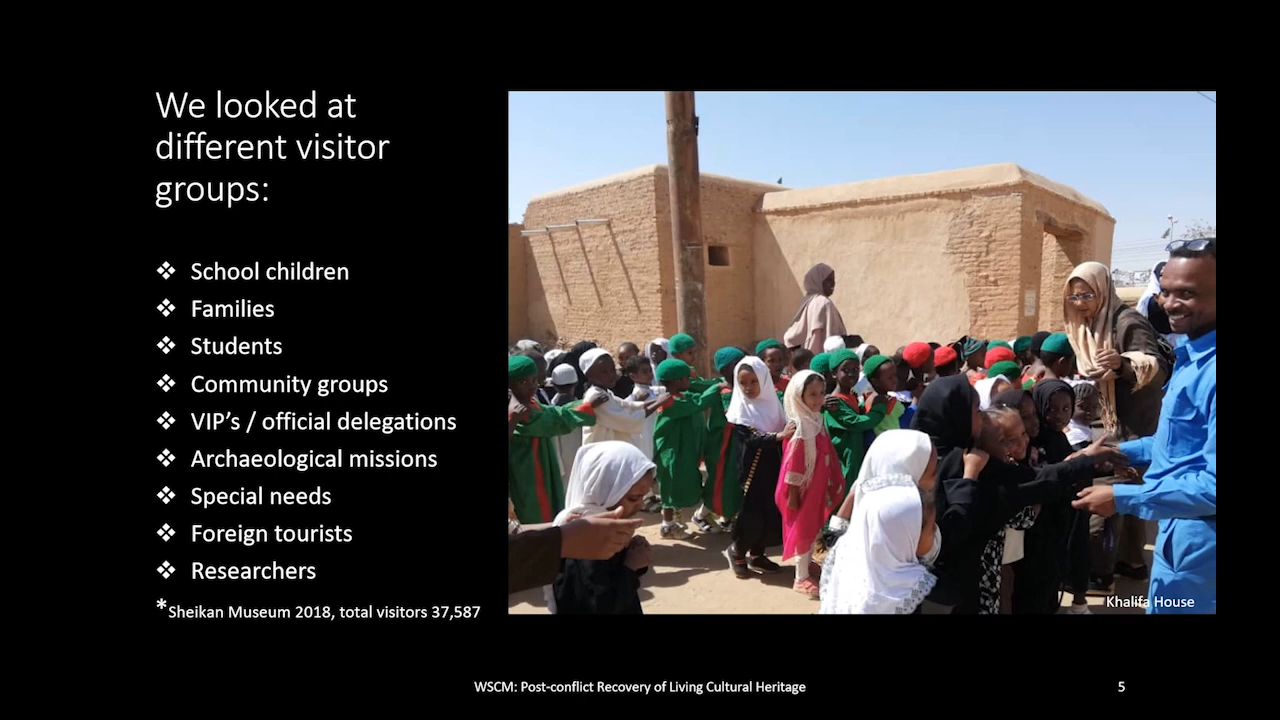 We looked at
different visitor
groups:
❖ School children
❖ Families
❖ Students
❖ Community groups
❖ VIP's / official delegations
❖ Archaeological missions
❖ Special needs
❖ Foreign tourists
❖ Researchers
*Sheikan Museum 2018, total visitors 37,587
Khalifa House
WSCM: Post-conflict Recovery of Living Cultural Heritage
5